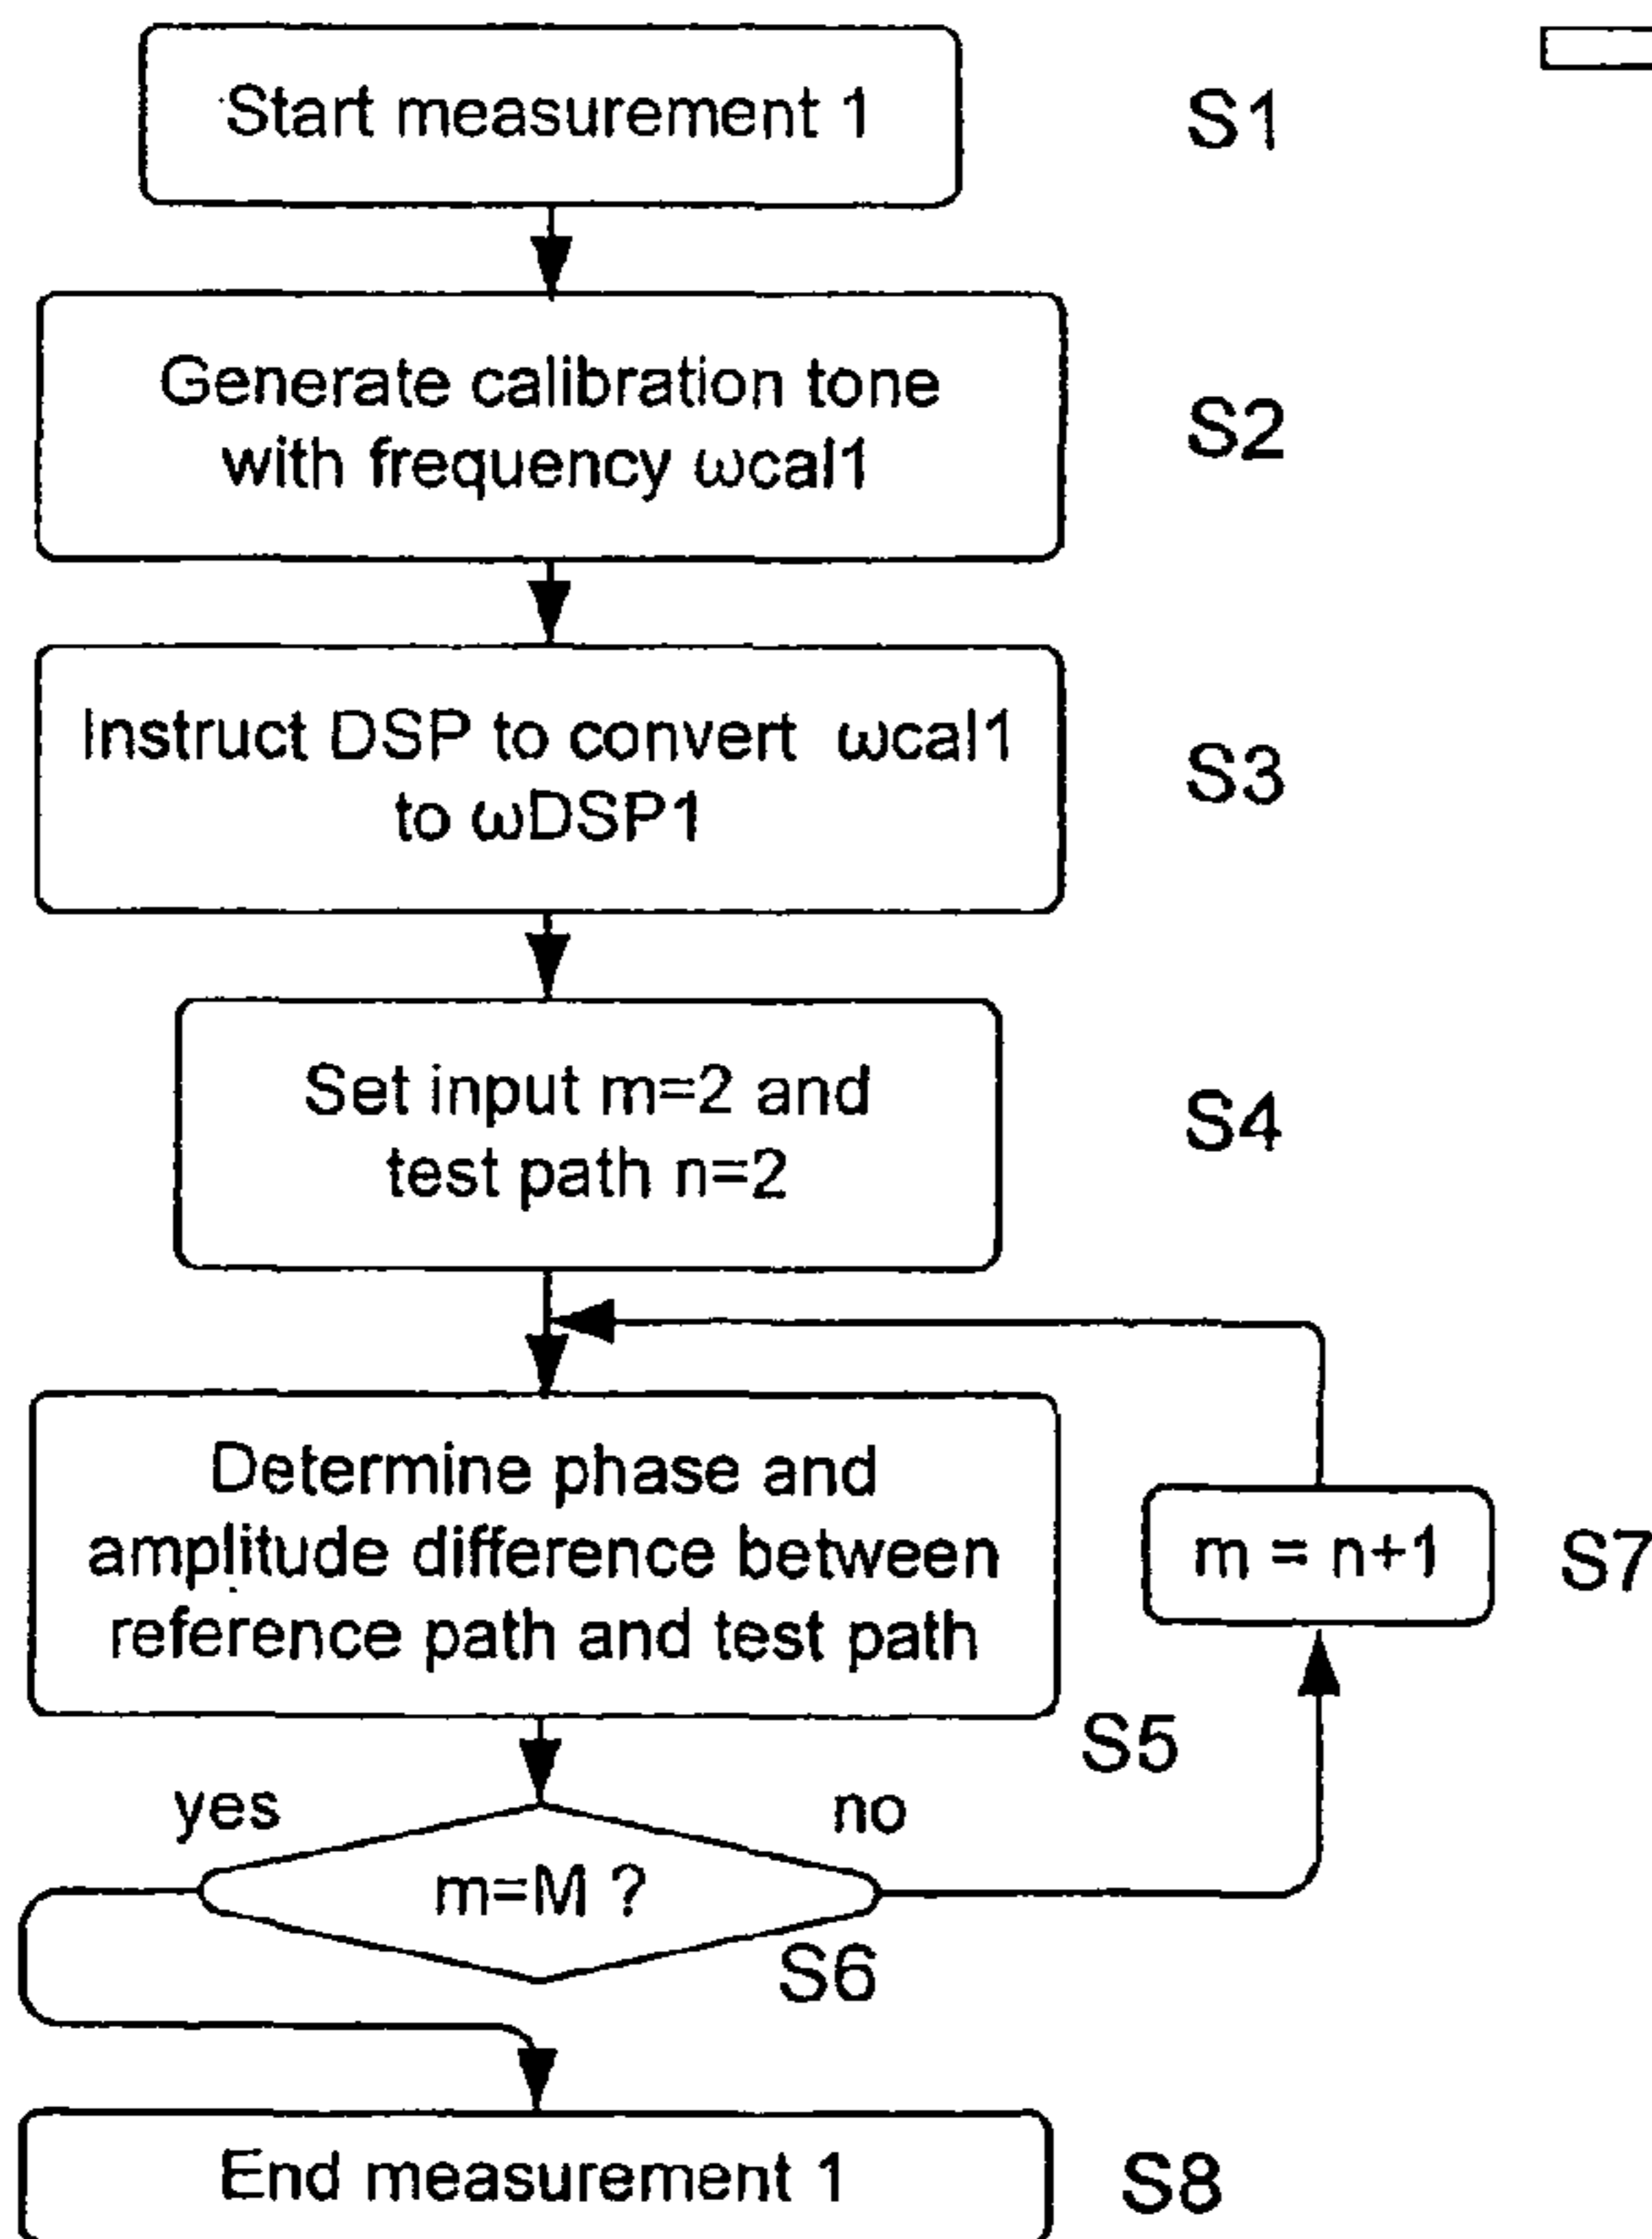 Start measurement 1
S1
Generate calibration tone
with frequency ωcal1
S2
Instruct DSP to convert ωcal1
to ωDSP1
S3
Set input m=2 and
test path n=2
S4
Determine phase and
amplitude difference between
reference path and test path
S5
m = n+1
S7
yes
no
m=M ?
S6
End measurement 1
S8